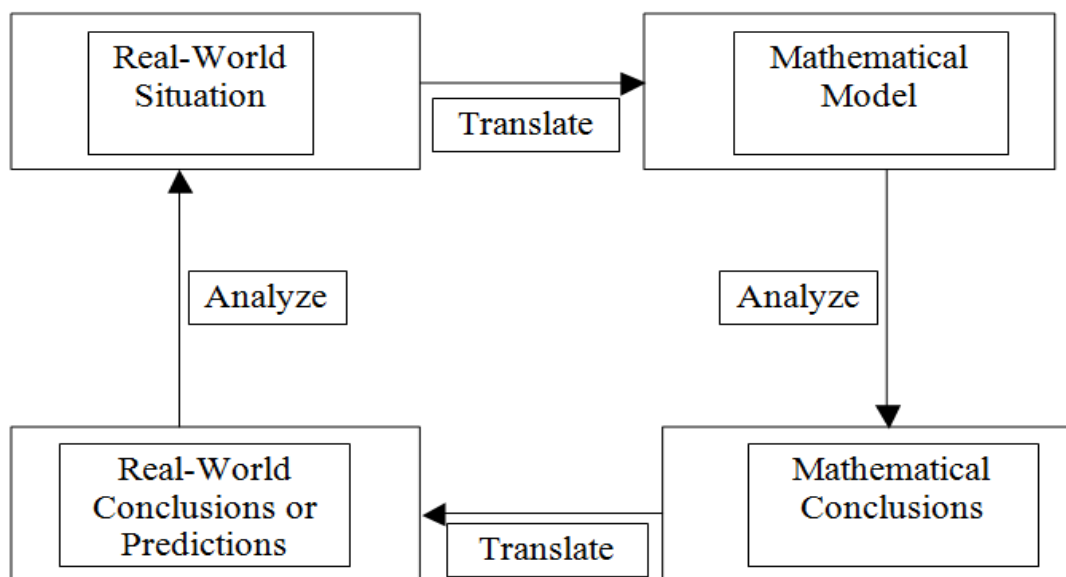 Real-World
Situation
Translate
Mathematical
Model
Analyze
Analyze
Real-World
Conclusions or
Predictions
Translate
Mathematical
Conclusions